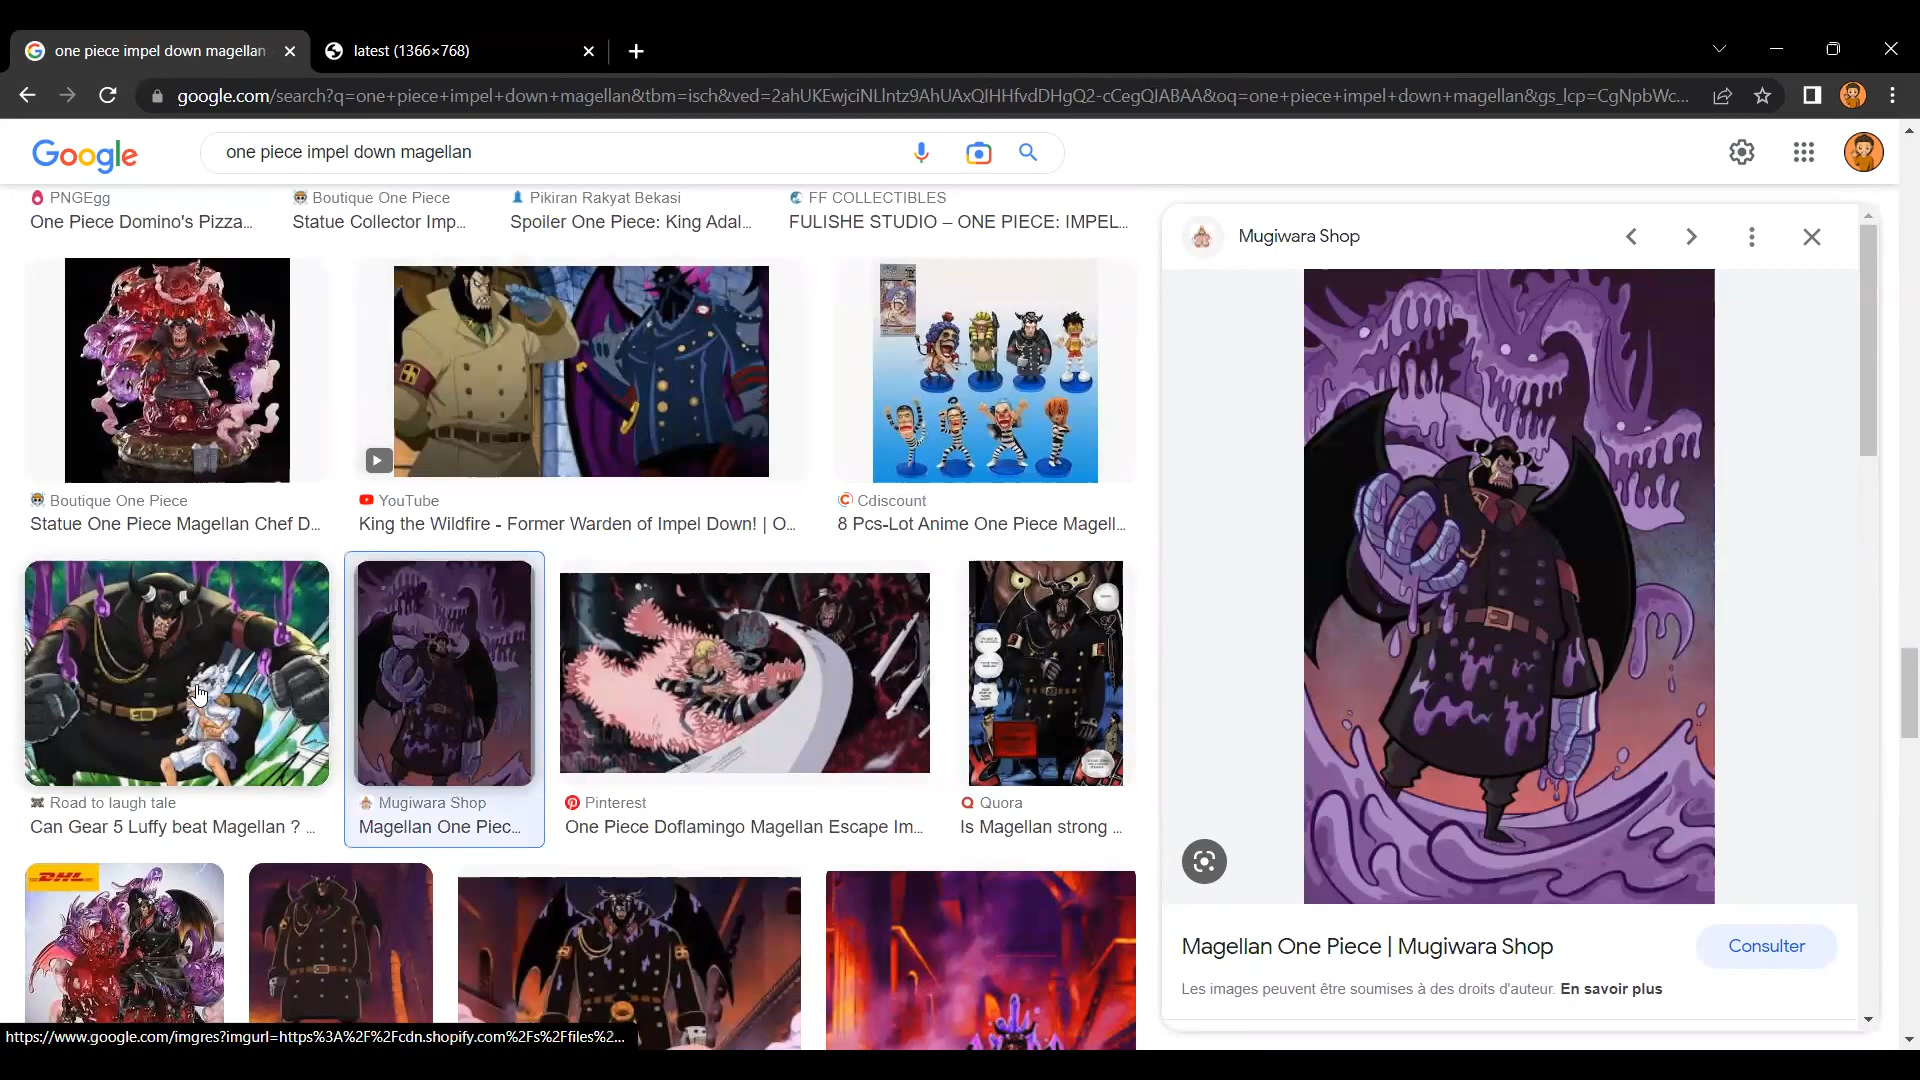 one piece impel down magellan
latest (1366×768)
google.com/search?q=one+piece+impel+down+magellan&tbm=isch&ved=2ahUKEwjciNLlntz9AhUAxQIHHfvdDHgQ2-cCegQIABAA&oq=one+piece+impel+down+magellan&gs_lcp=CgNpbWc...
Google
one piece impel down magellan
PNGEgg
Boutique One Piece
Pikiran Rakyat Bekasi
FF COLLECTIBLES
One Piece Domino's Pizza...
Statue Collector Imp...
Spoiler One Piece: King Adal...
FULISHE STUDIO – ONE PIECE: IMPEL...
Mugiwara Shop
Boutique One Piece
YouTube
Cdiscount
Statue One Piece Magellan Chef D...
King the Wildfire - Former Warden of Impel Down! | O...
8 Pcs-Lot Anime One Piece Magell...
Road to laugh tale
Mugiwara Shop
Pinterest
Quora
Can Gear 5 Luffy beat Magellan ? ...
Magellan One Piec...
One Piece Doflamingo Magellan Escape Im...
Is Magellan strong ...
DHL
Magellan One Piece | Mugiwara Shop
Consulter
Les images peuvent être soumises à des droits d'auteur. En savoir plus
https://www.google.com/imgres?imgurl=https%3A%2F%2Fcdn.shopify.com%2Fs%2Ffiles%2...